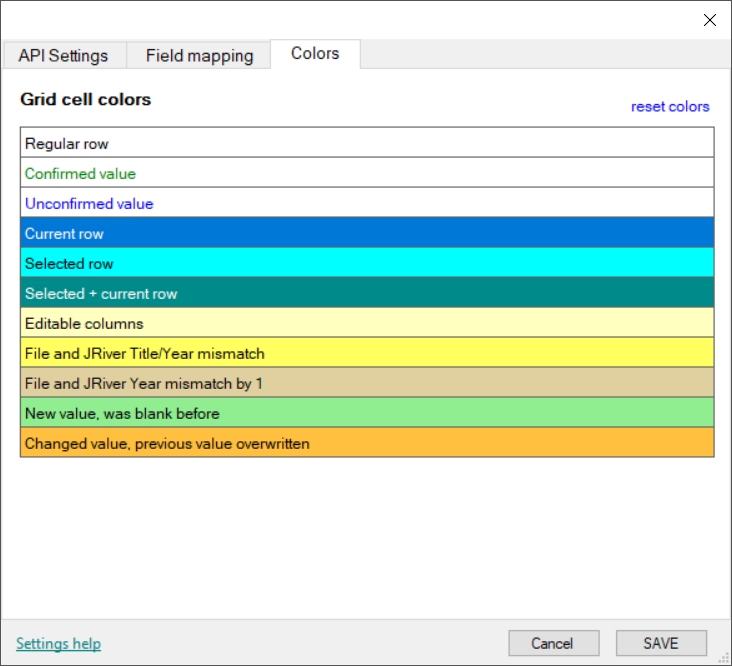 API Settings Field mapping Colors
Grid cell colors
reset colors
Regular row
Confirmed value
Unconfirmed value
Current row
Selected row
Selected + current row
Editable columns
File and JRiver Title/Year mismatch
File and JRiver Year mismatch by 1
New value, was blank before
Changed value, previous value overwritten
Settings help Cancel SAVE